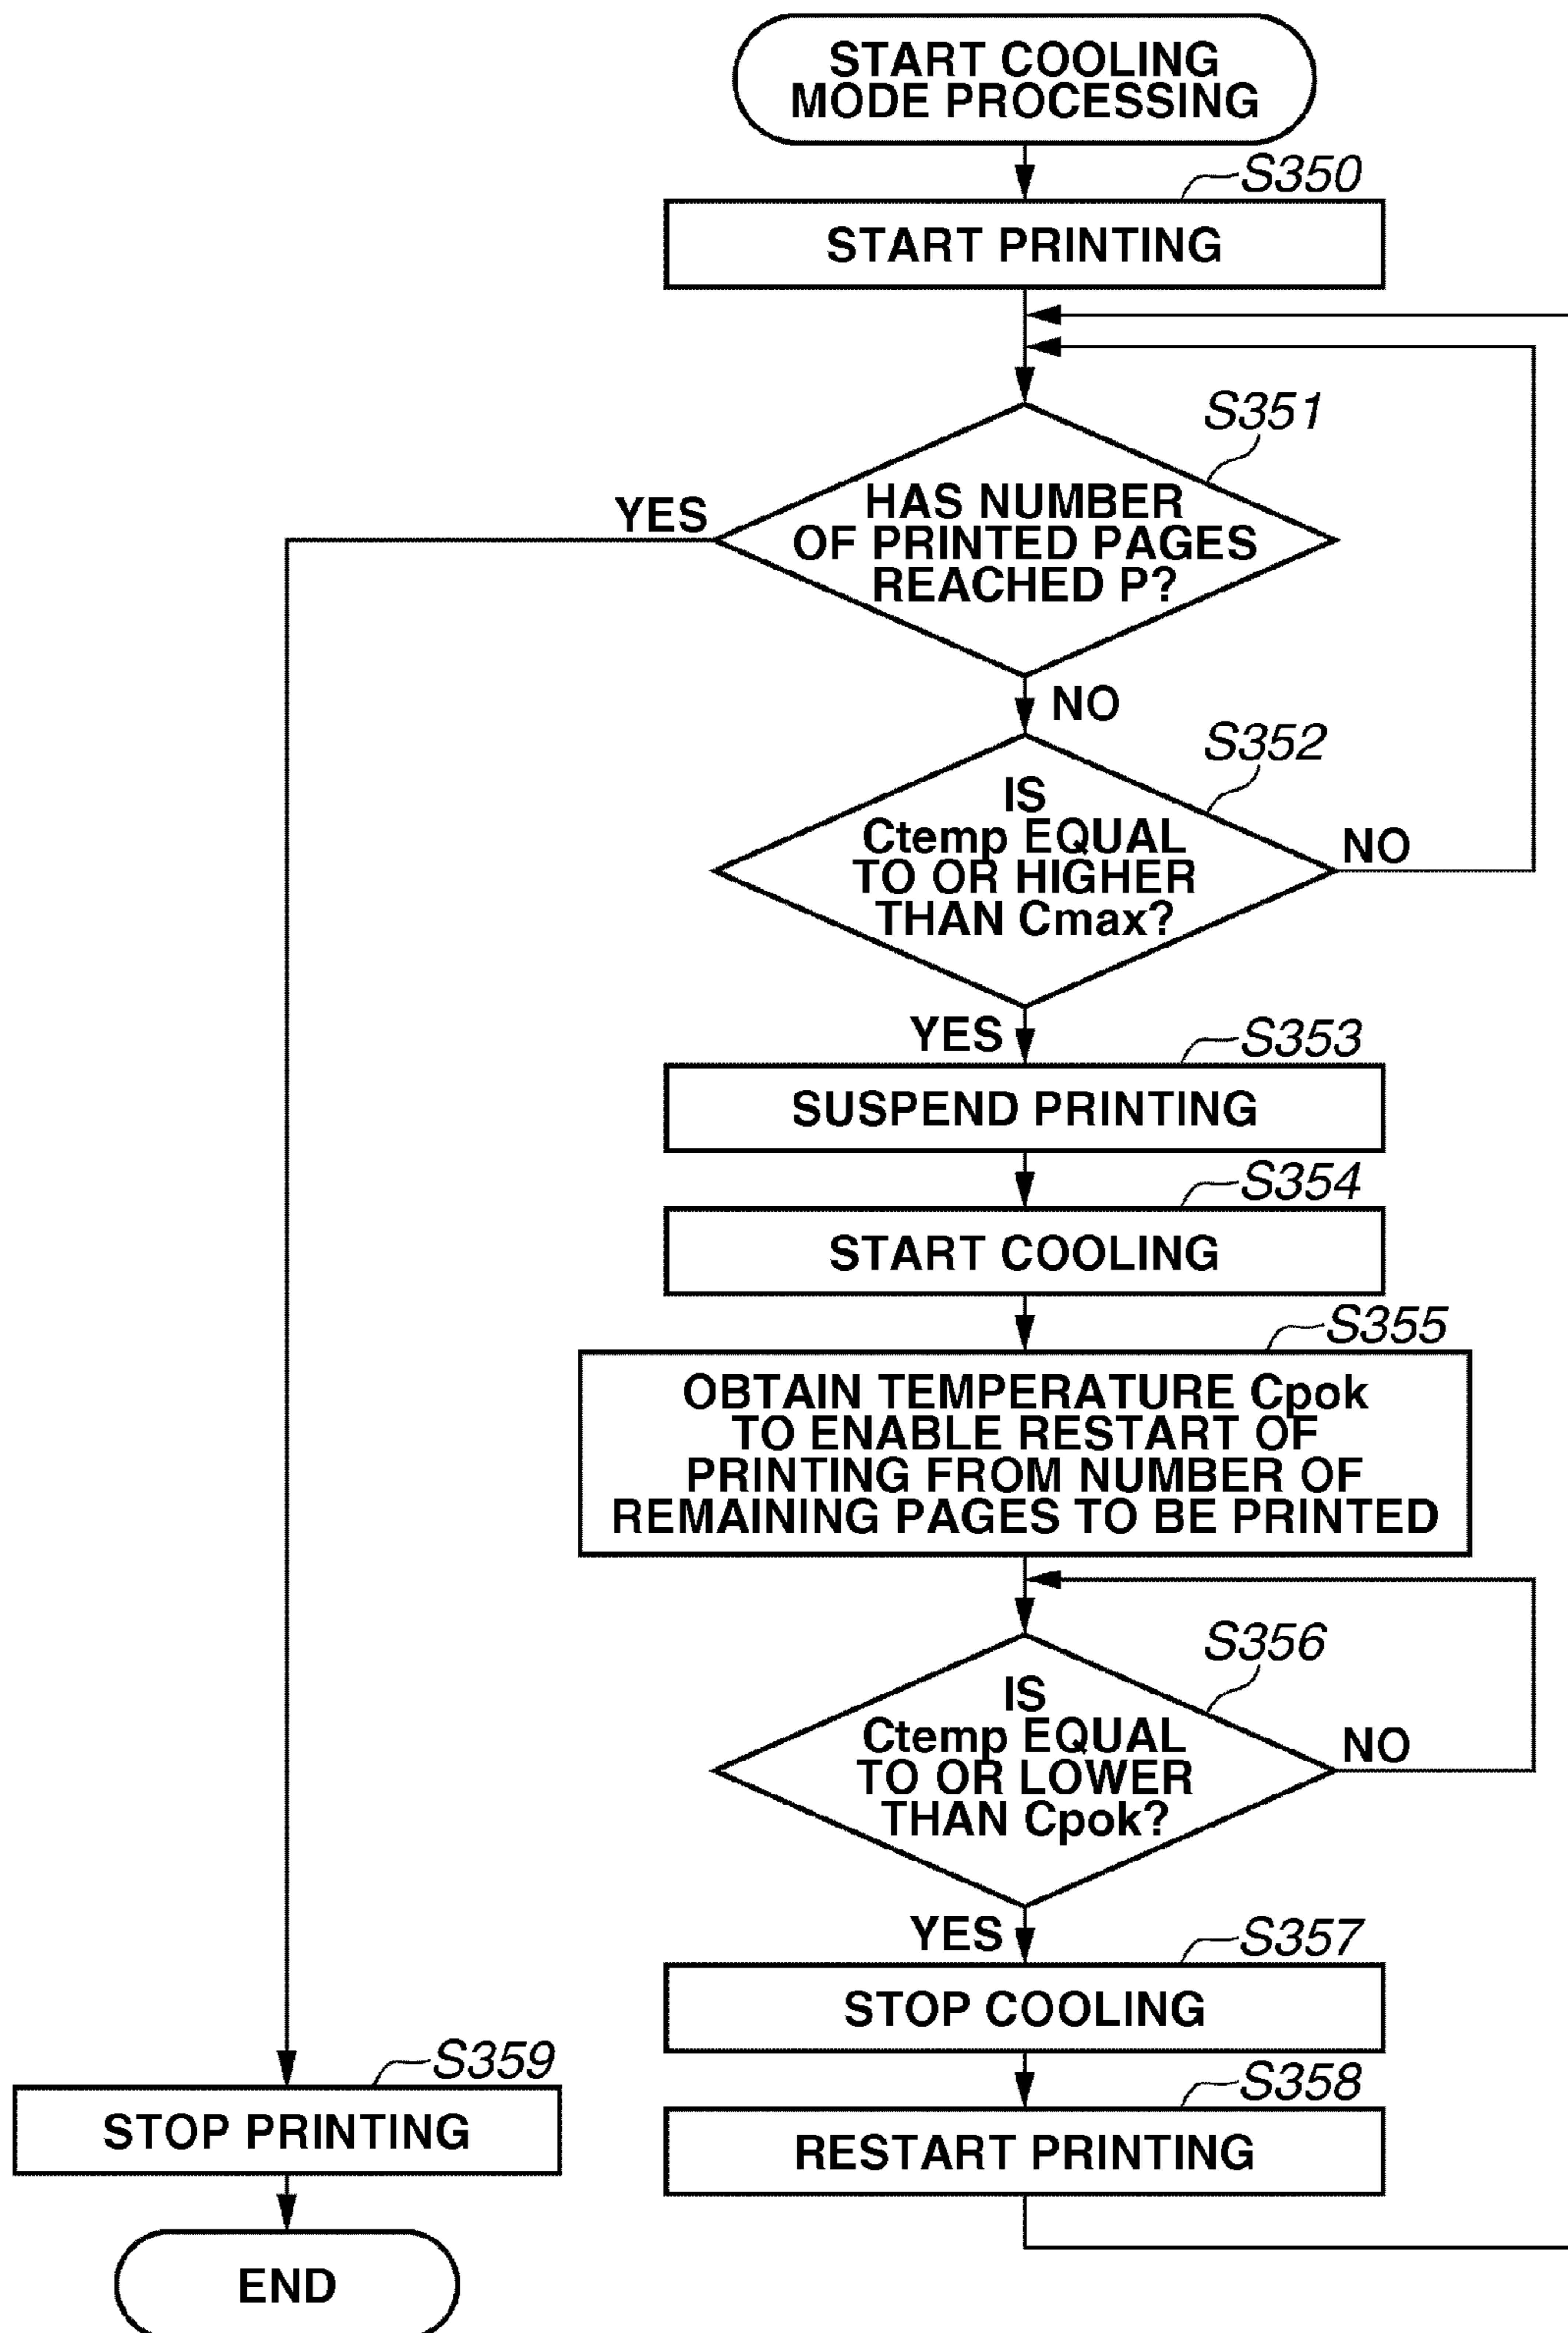 START COOLING
MODE PROCESSING
S350
START PRINTING
S351
HAS NUMBER
OF PRINTED PAGES
REACHED P?
YES
NO
S352
IS
Ctemp EQUAL
TO OR HIGHER
THAN Cmax?
NO
YES
S353
SUSPEND PRINTING
S354
START COOLING
S355
OBTAIN TEMPERATURE Cpok
TO ENABLE RESTART OF
PRINTING FROM NUMBER OF
REMAINING PAGES TO BE PRINTED
S356
IS
Ctemp EQUAL
TO OR LOWER
THAN Cpok?
NO
YES
S357
STOP COOLING
S358
RESTART PRINTING
S359
STOP PRINTING
END